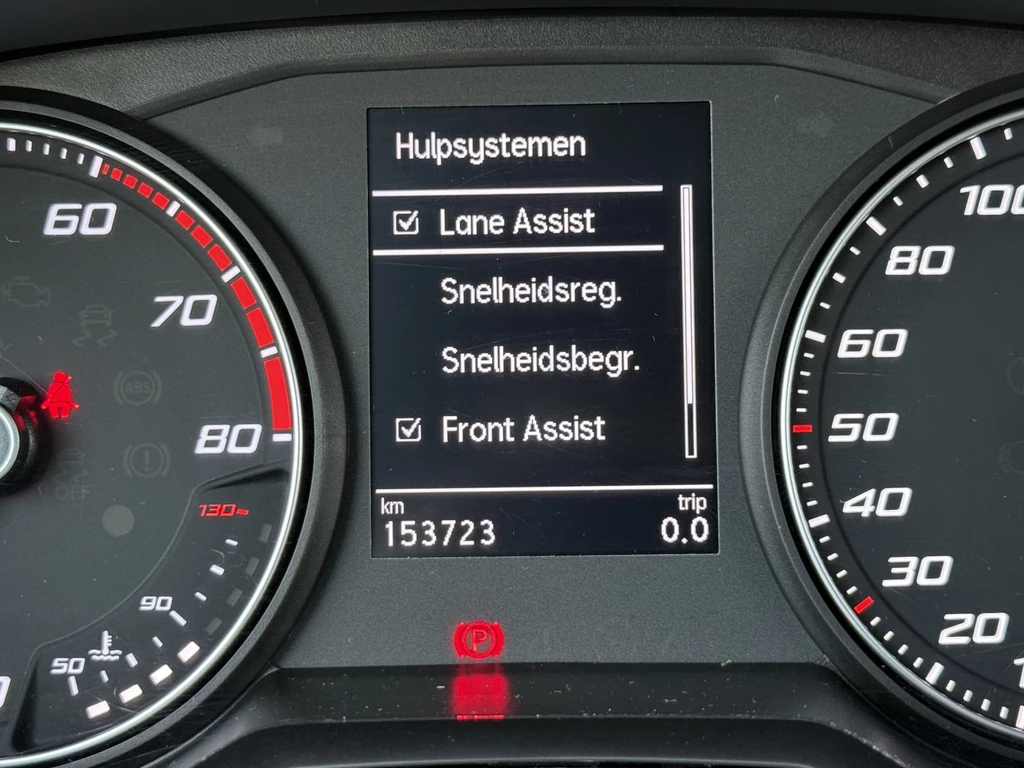 Hulpsystemen
Lane Assist
Snelheidsreg.
Snelheidsbegr.
Front Assist
km
trip
153723
0.0
60
70
80
130
90
50
ABS
OFF
P
100
80
60
50
40
30
20